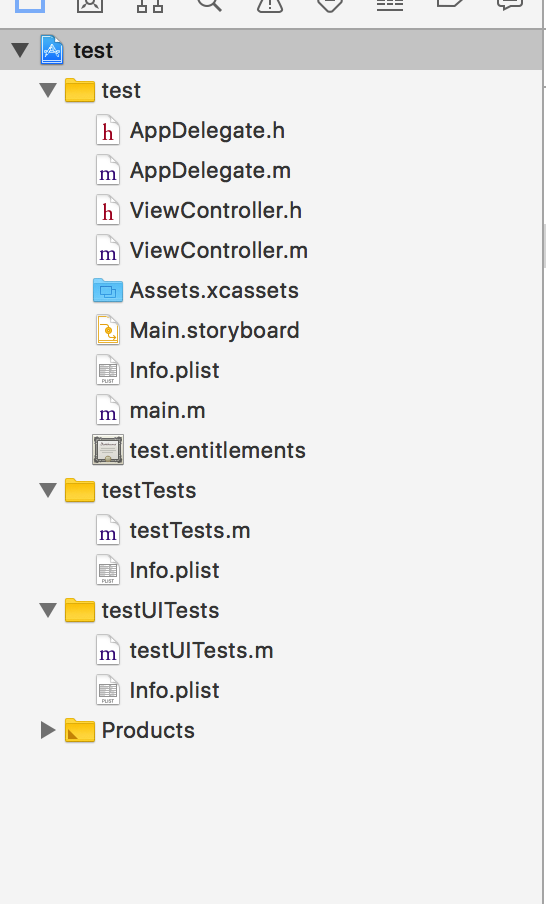 test
test
h AppDelegate.h
m AppDelegate.m
h ViewController.h
m ViewController.m
Assets.xcassets
Main.storyboard
PLIST Info.plist
m main.m
test.entitlements
testTests
m testTests.m
PLIST Info.plist
testUITests
m testUITests.m
PLIST Info.plist
Products